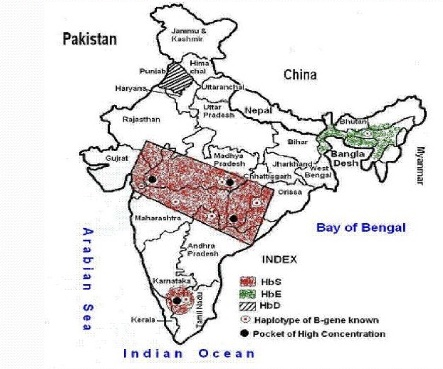 Jammu &
Kashmir
Pakistan
China
Hima
chal
Punjab
Haryana
Uttaranchal
Nepal
Uttar
Pradesh
Rajasthan
Bhutan
Bihar
Bangla
Desh
Myanmar
Gujrat
Madhya
Pradesh
Jharkhand
West
Bengal
Chhattisgarh
Orissa
Maharashtra
Bay of Bengal
Arabian Sea
Andhra
Pradesh
INDEX
Karnataka
HbS
HbE
HbD
Tamil Nadu
Haplotype of B-gene known
Kerala
Pocket of High Concentration
Indian Ocean